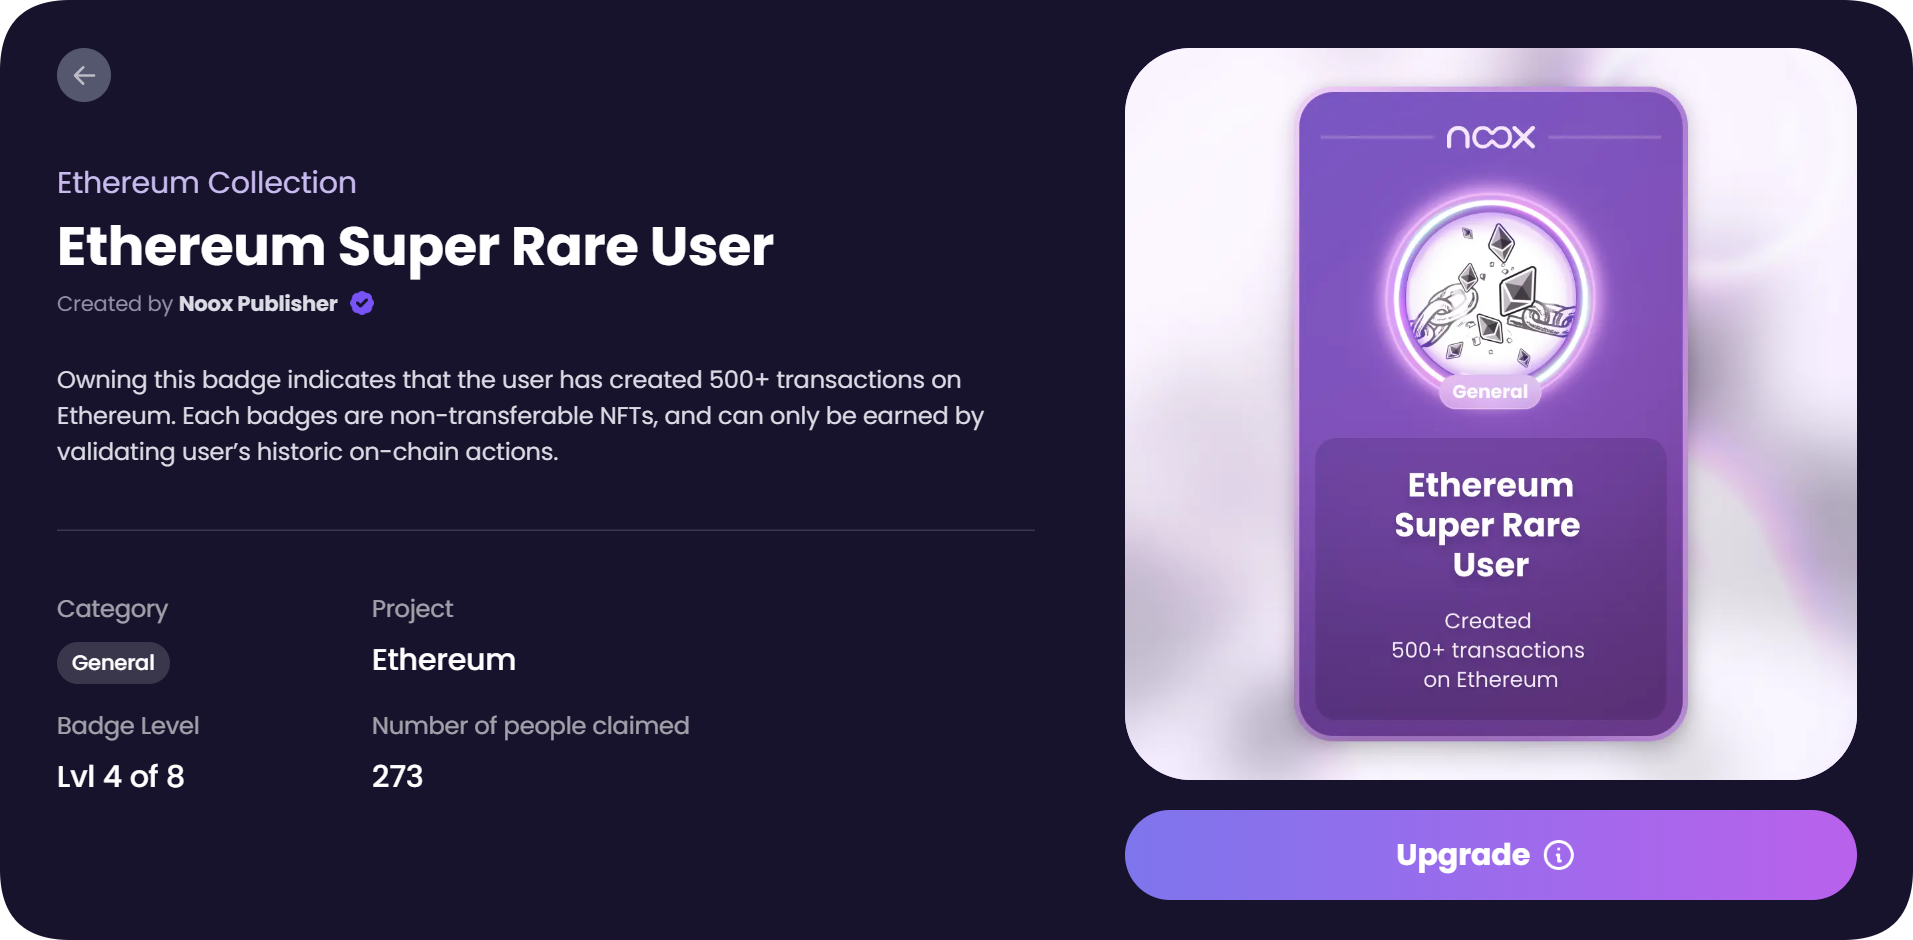 Ethereum Collection
Ethereum Super Rare User
Created by Noox Publisher
Owning this badge indicates that the user has created 500+ transactions on
Ethereum. Each badges are non-transferable NFTs, and can only be earned by
validating user’s historic on-chain actions.
Category
General
Project
Ethereum
Badge Level
Lvl 4 of 8
Number of people claimed
273
noox
General
Ethereum
Super Rare
User
Created
500+ transactions
on Ethereum
Upgrade